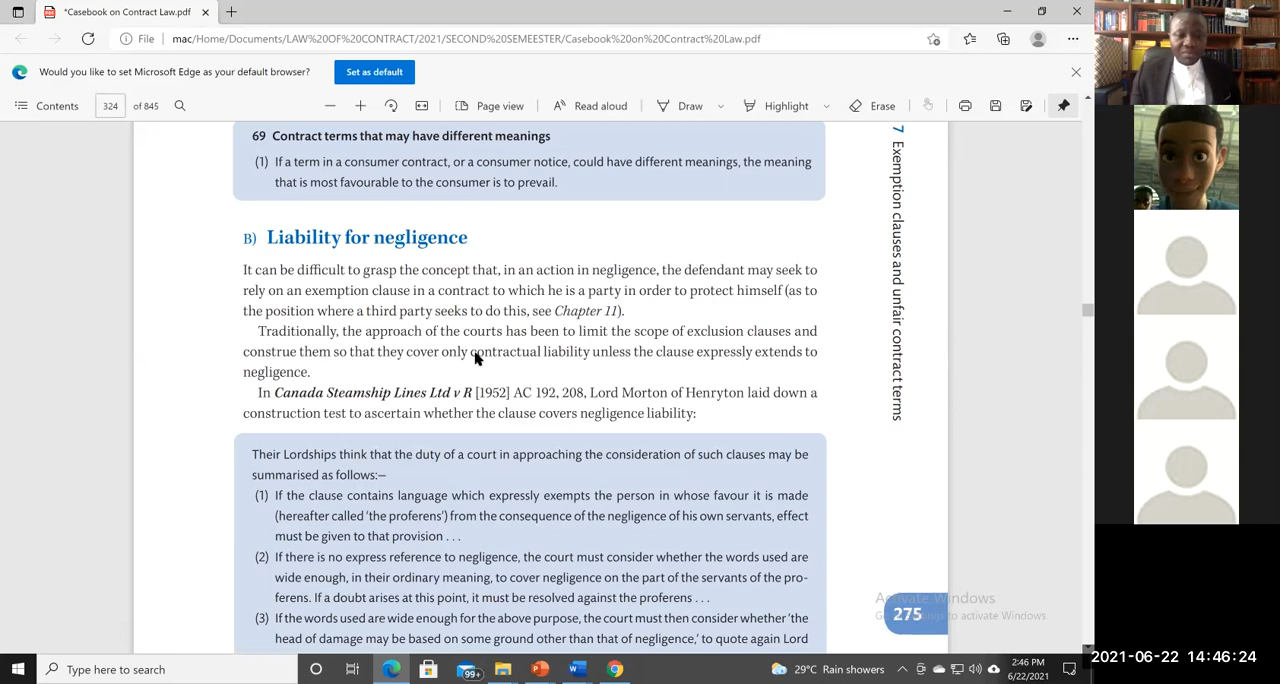 *Casebook on Contract Law.pdf
File
mac/Home/Documents/LAW%20OF%20CONTRACT/2021/SECOND%20SEMEESTER/Casebook%20on%20Contract%20Law.pdf
Would you like to set Microsoft Edge as your default browser?
Set as default
Contents
324
of 845
Page view
Read aloud
Draw
Highlight
Erase
69 Contract terms that may have different meanings
(1) If a term in a consumer contract, or a consumer notice, could have different meanings, the meaning
that is most favourable to the consumer is to prevail.
B) Liability for negligence
It can be difficult to grasp the concept that, in an action in negligence, the defendant may seek to
rely on an exemption clause in a contract to which he is a party in order to protect himself (as to
the position where a third party seeks to do this, see Chapter 11).
Traditionally, the approach of the courts has been to limit the scope of exclusion clauses and
construe them so that they cover only contractual liability unless the clause expressly extends to
negligence.
In Canada Steamship Lines Ltd v R [1952] AC 192, 208, Lord Morton of Henryton laid down a
construction test to ascertain whether the clause covers negligence liability:
Their Lordships think that the duty of a court in approaching the consideration of such clauses may be
summarised as follows:—
(1) If the clause contains language which expressly exempts the person in whose favour it is made
(hereafter called 'the proferens') from the consequence of the negligence of his own servants, effect
must be given to that provision . . .
(2) If there is no express reference to negligence, the court must consider whether the words used are
wide enough, in their ordinary meaning, to cover negligence on the part of the servants of the pro-
ferens. If a doubt arises at this point, it must be resolved against the proferens . . .
(3) If the words used are wide enough for the above purpose, the court must then consider whether 'the
head of damage may be based on some ground other than that of negligence,' to quote again Lord
7 Exemption clauses and unfair contract terms
275
Activate Windows
to activate Windows
Type here to search
99+
29°C Rain showers
2:46 PM
6/22/2021
2021-06-22 14:46:24